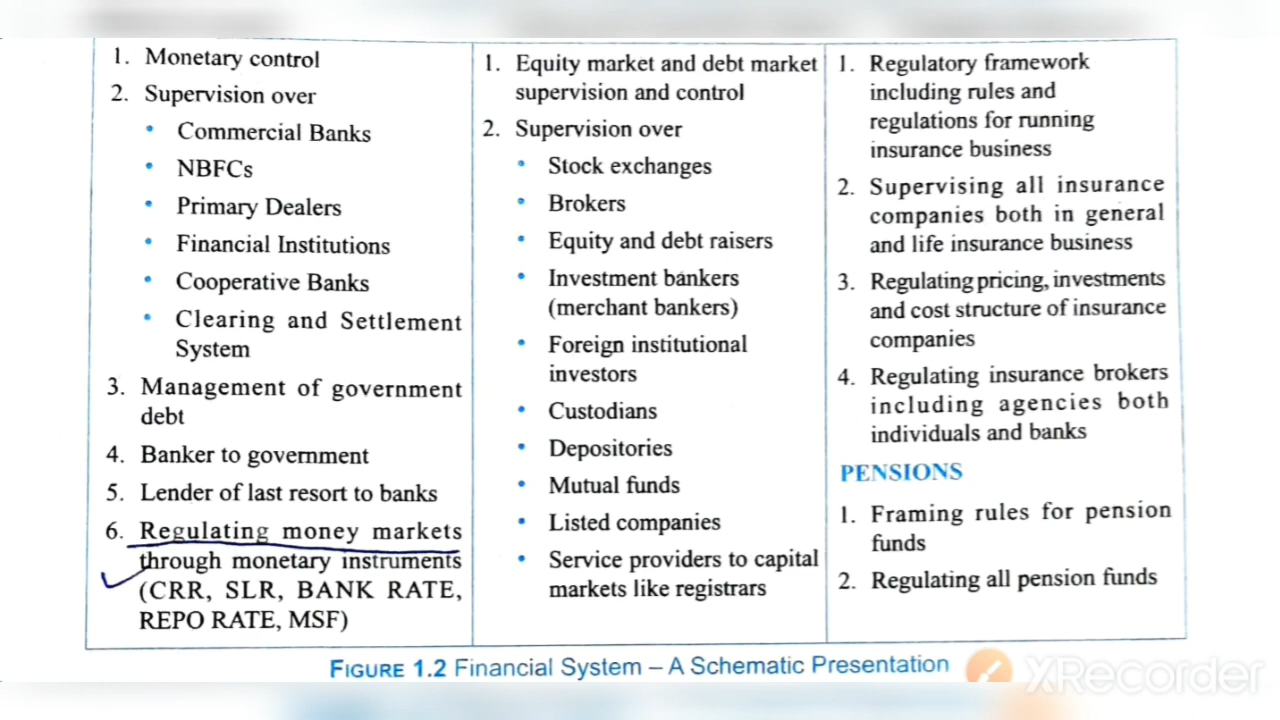 1. Monetary control
2. Supervision over
• Commercial Banks
• NBFCs
• Primary Dealers
• Financial Institutions
• Cooperative Banks
• Clearing and Settlement
System
3. Management of government
debt
4. Banker to government
5. Lender of last resort to banks
6. Regulating money markets
through monetary instruments
(CRR, SLR, BANK RATE,
REPO RATE, MSF)
1. Equity market and debt market
supervision and control
2. Supervision over
• Stock exchanges
• Brokers
• Equity and debt raisers
• Investment bankers
(merchant bankers)
• Foreign institutional
investors
• Custodians
• Depositories
• Mutual funds
• Listed companies
• Service providers to capital
markets like registrars
1. Regulatory framework
including rules and
regulations for running
insurance business
2. Supervising all insurance
companies both in general
and life insurance business
3. Regulating pricing, investments
and cost structure of insurance
companies
4. Regulating insurance brokers
including agencies both
individuals and banks
PENSIONS
1. Framing rules for pension
funds
2. Regulating all pension funds
FIGURE 1.2 Financial System – A Schematic Presentation
XRecorder